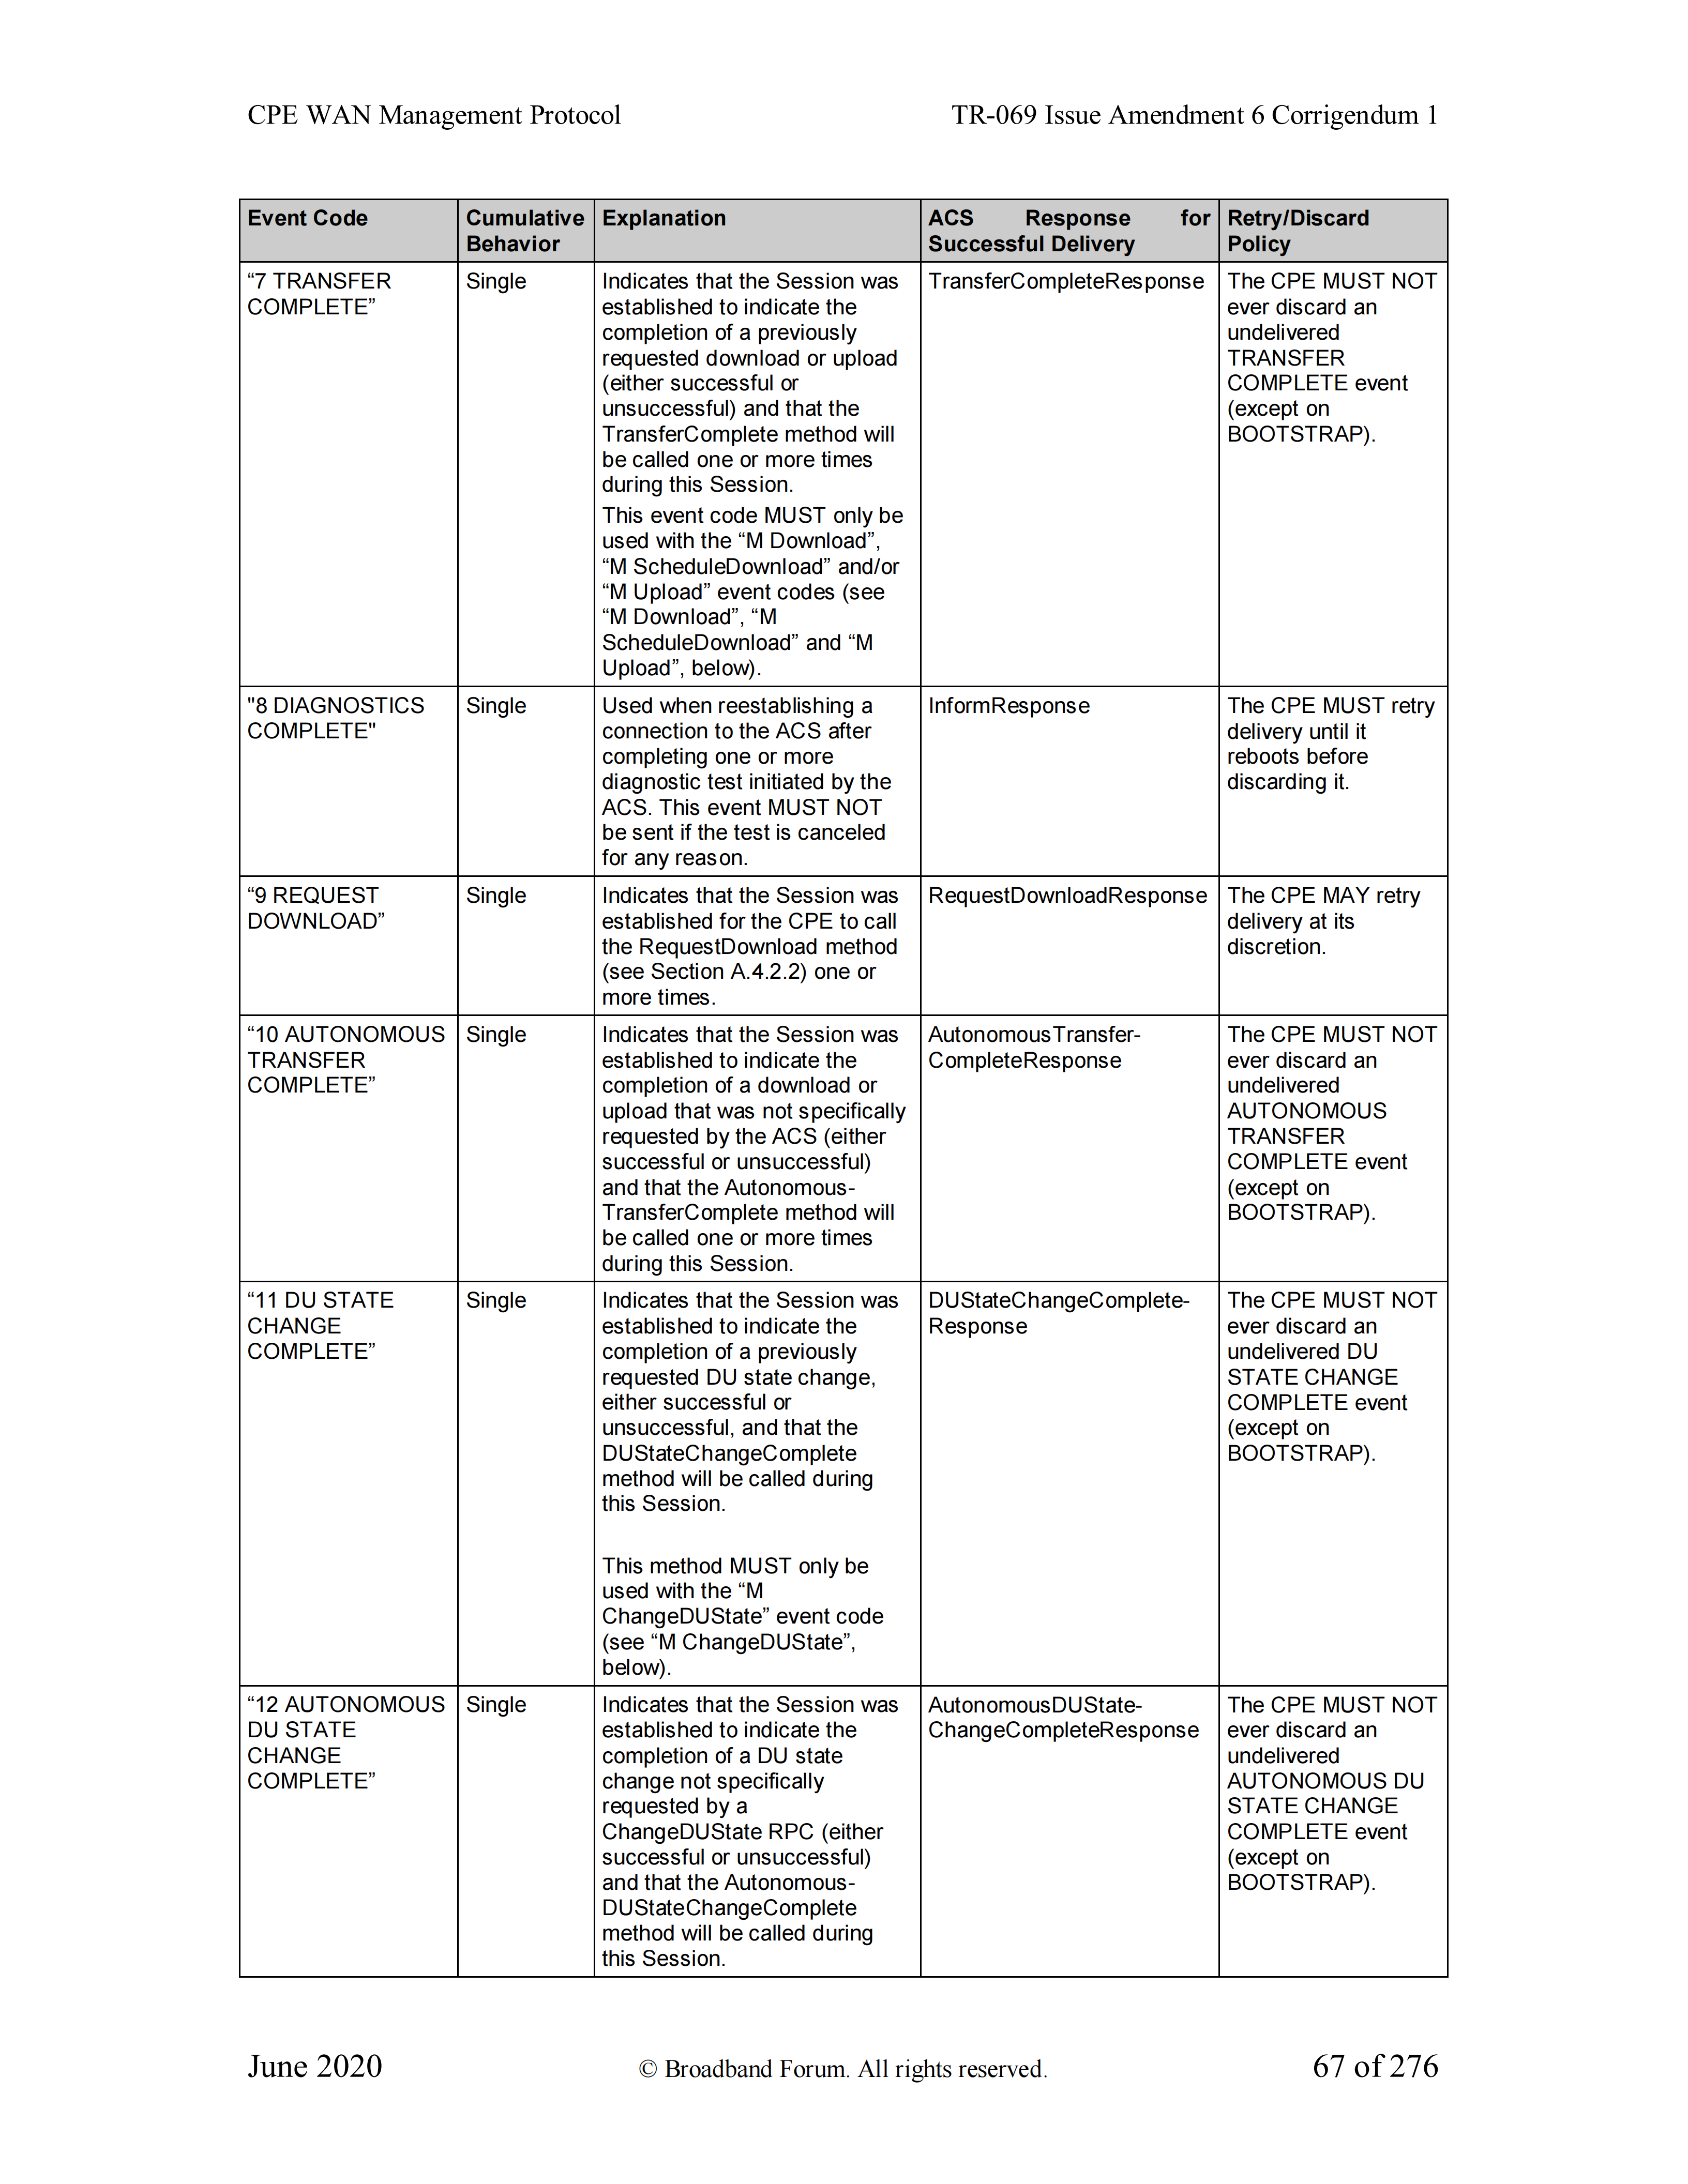 CPE WAN Management Protocol
TR-069 Issue Amendment 6 Corrigendum 1
Event Code
Cumulative
Behavior
Explanation
ACS Response for
Successful Delivery
Retry/Discard
Policy
“7 TRANSFER
COMPLETE”
Single
Indicates that the Session was
established to indicate the
completion of a previously
requested download or upload
(either successful or
unsuccessful) and that the
TransferComplete method will
be called one or more times
during this Session.
This event code MUST only be
used with the “M Download”,
“M ScheduleDownload” and/or
“M Upload” event codes (see
“M Download”, “M
ScheduleDownload” and “M
Upload”, below).
TransferCompleteResponse
The CPE MUST NOT
ever discard an
undelivered
TRANSFER
COMPLETE event
(except on
BOOTSTRAP).
"8 DIAGNOSTICS
COMPLETE"
Single
Used when reestablishing a
connection to the ACS after
completing one or more
diagnostic test initiated by the
ACS. This event MUST NOT
be sent if the test is canceled
for any reason.
InformResponse
The CPE MUST retry
delivery until it
reboots before
discarding it.
“9 REQUEST
DOWNLOAD”
Single
Indicates that the Session was
established for the CPE to call
the RequestDownload method
(see Section A.4.2.2) one or
more times.
RequestDownloadResponse
The CPE MAY retry
delivery at its
discretion.
“10 AUTONOMOUS
TRANSFER
COMPLETE”
Single
Indicates that the Session was
established to indicate the
completion of a download or
upload that was not specifically
requested by the ACS (either
successful or unsuccessful)
and that the Autonomous-
TransferComplete method will
be called one or more times
during this Session.
AutonomousTransfer-
CompleteResponse
The CPE MUST NOT
ever discard an
undelivered
AUTONOMOUS
TRANSFER
COMPLETE event
(except on
BOOTSTRAP).
“11 DU STATE
CHANGE
COMPLETE”
Single
Indicates that the Session was
established to indicate the
completion of a previously
requested DU state change,
either successful or
unsuccessful, and that the
DUStateChangeComplete
method will be called during
this Session.
This method MUST only be
used with the “M
ChangeDUState” event code
(see “M ChangeDUState”,
below).
DUStateChangeComplete-
Response
The CPE MUST NOT
ever discard an
undelivered DU
STATE CHANGE
COMPLETE event
(except on
BOOTSTRAP).
“12 AUTONOMOUS
DU STATE
CHANGE
COMPLETE”
Single
Indicates that the Session was
established to indicate the
completion of a DU state
change not specifically
requested by a
ChangeDUState RPC (either
successful or unsuccessful)
and that the Autonomous-
DUStateChangeComplete
method will be called during
this Session.
AutonomousDUState-
ChangeCompleteResponse
The CPE MUST NOT
ever discard an
undelivered
AUTONOMOUS DU
STATE CHANGE
COMPLETE event
(except on
BOOTSTRAP).
June 2020
© Broadband Forum. All rights reserved.
67 of 276